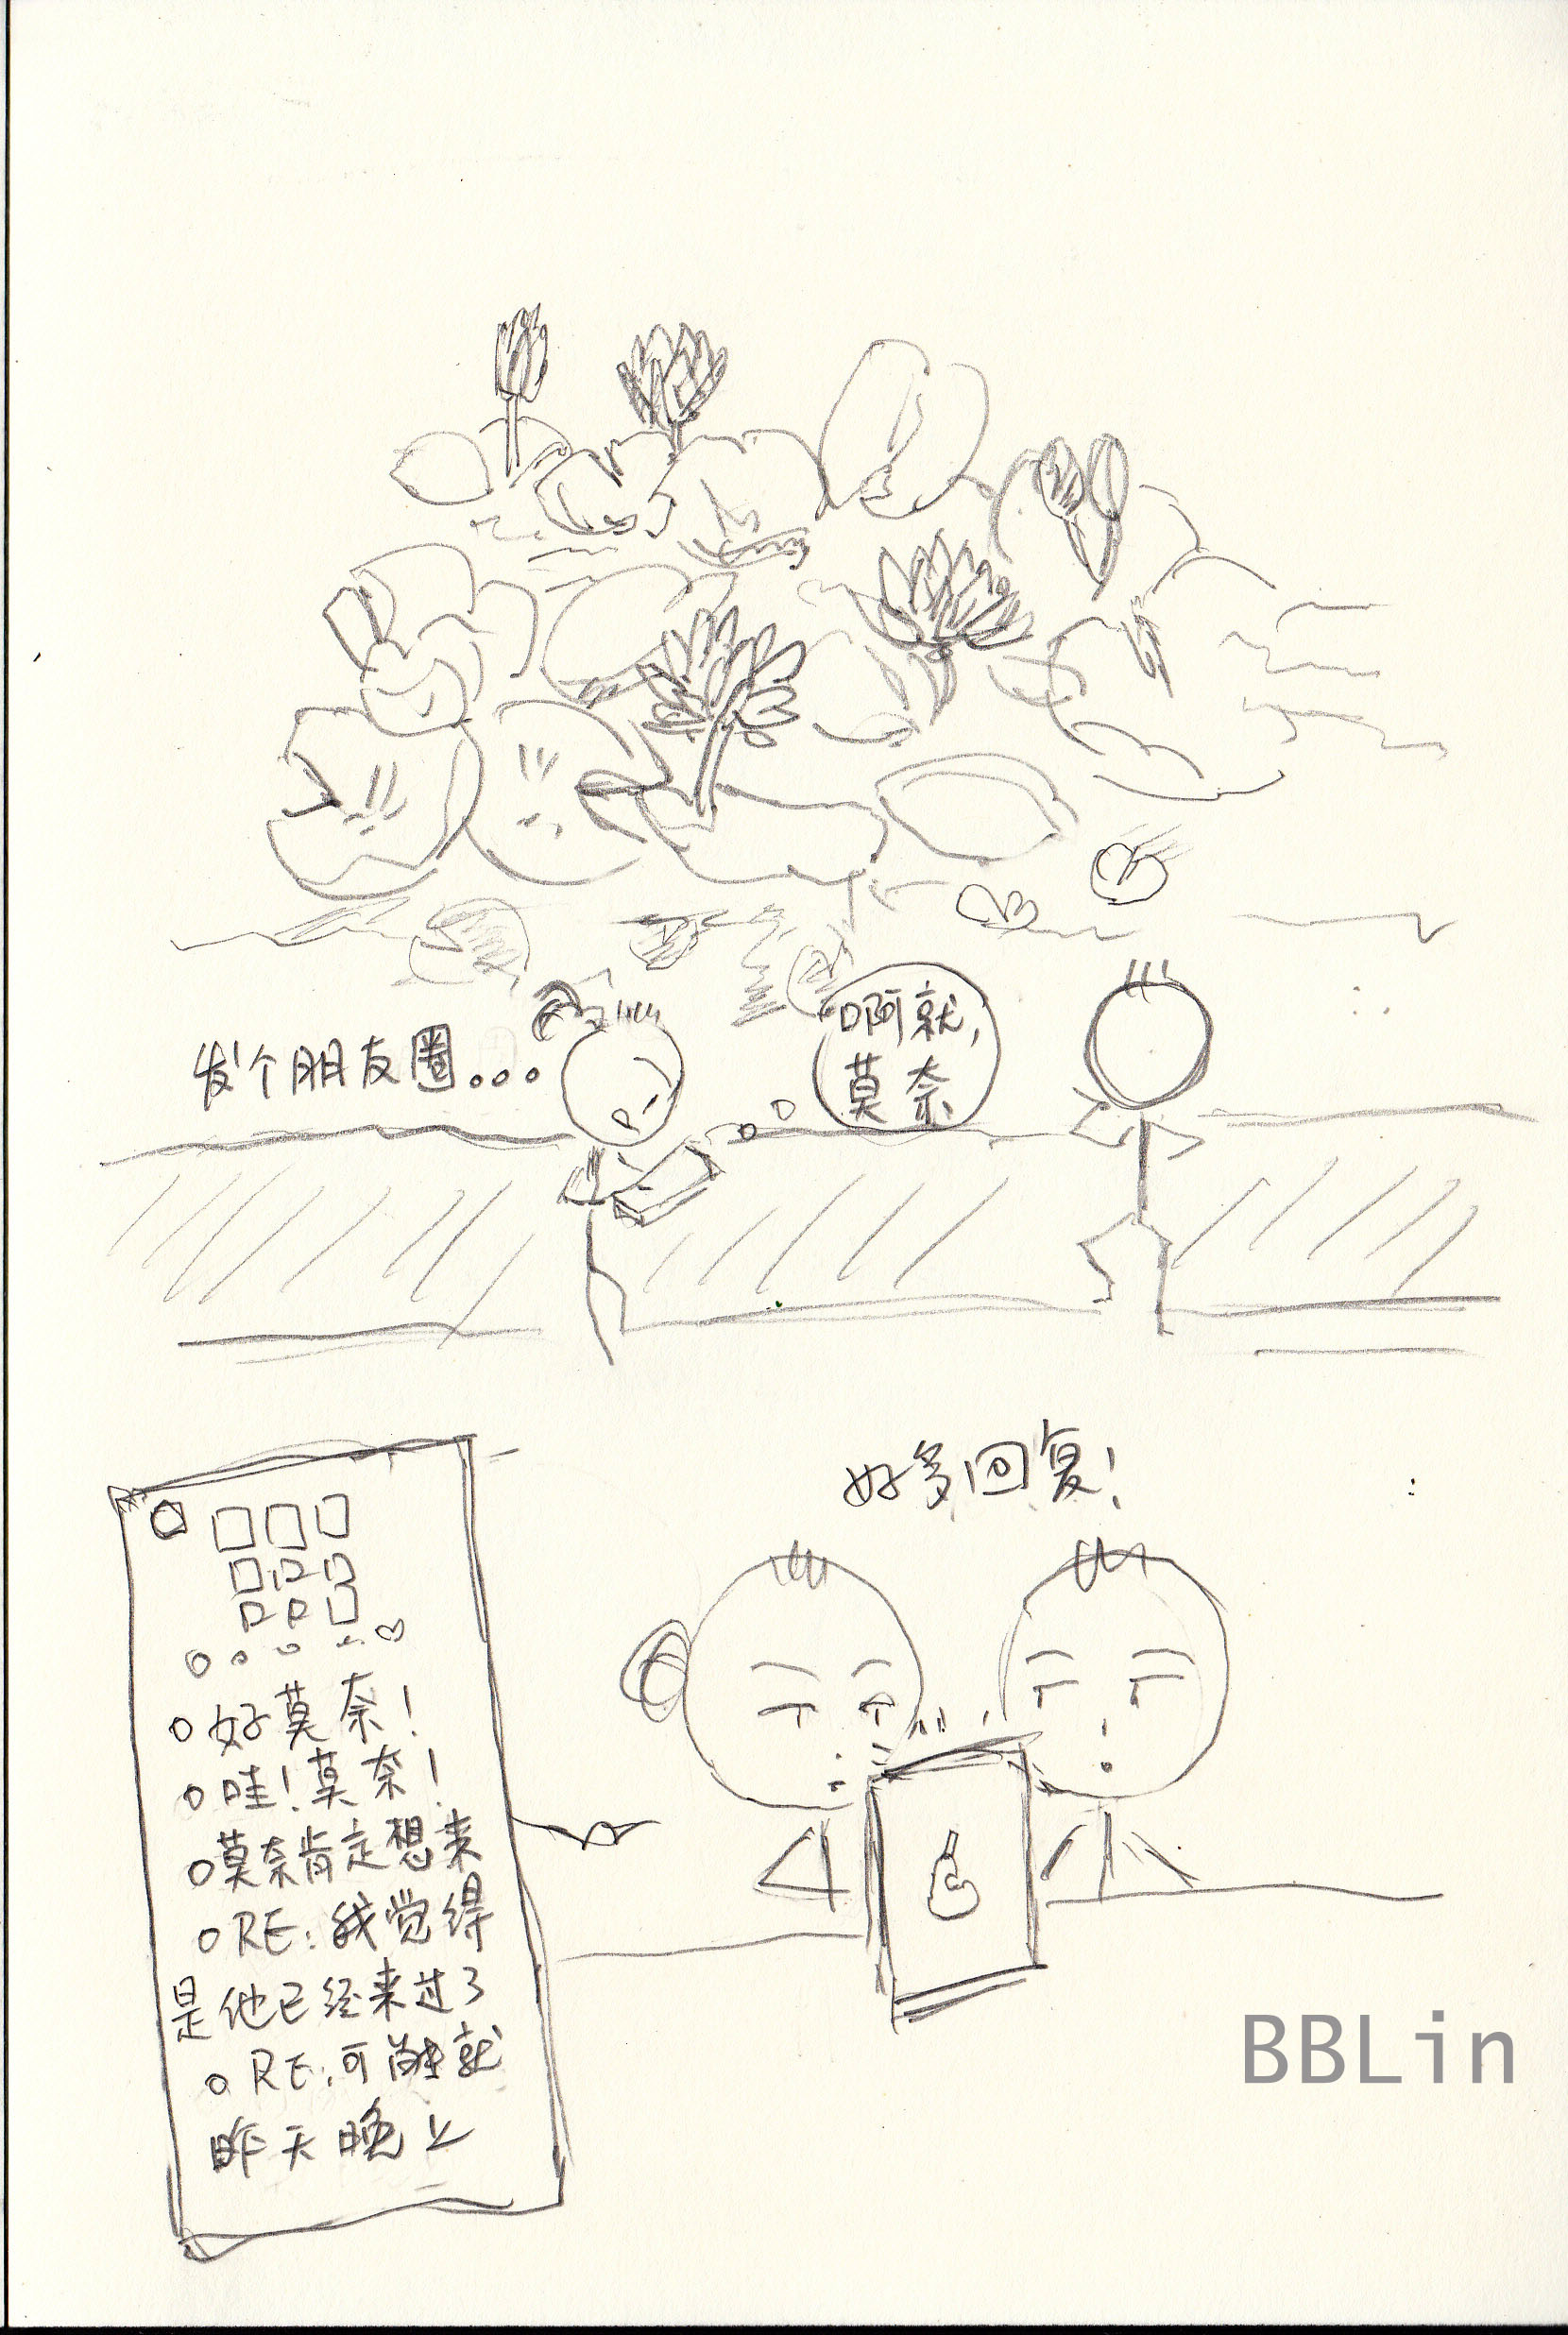 发个朋友圈。。。
啊就,
莫奈
好多回复!
好莫奈!
哇!莫奈!
莫奈肯定想来
RE:我觉得
是他已经来过了
RE:可能就
昨天晚上
BBLin